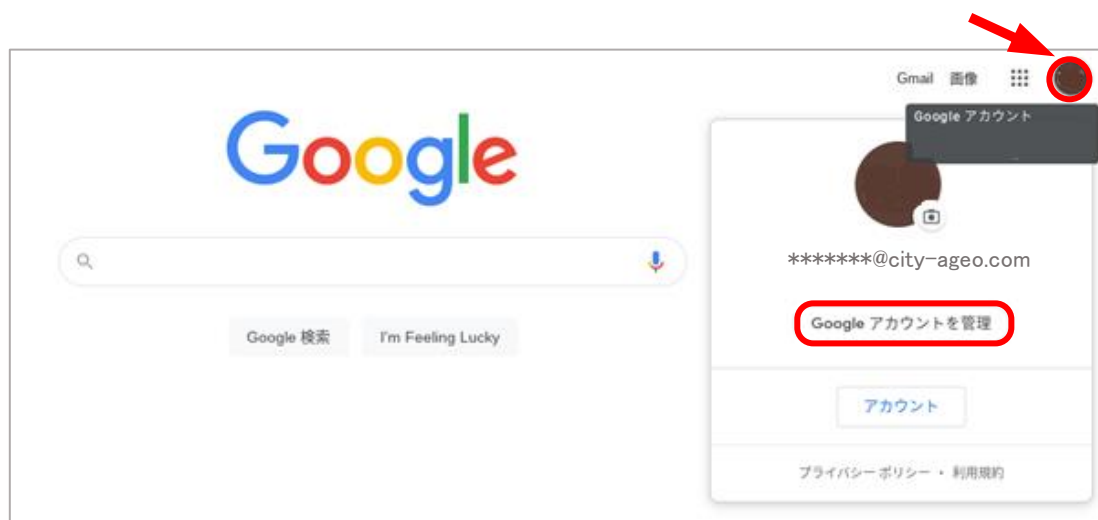 Gmail 画像
Google アカウント
Google
*******@city-ageo.com
Google アカウントを管理
Google 検索 I'm Feeling Lucky
アカウント
プライバシー ポリシー ・ 利用規約